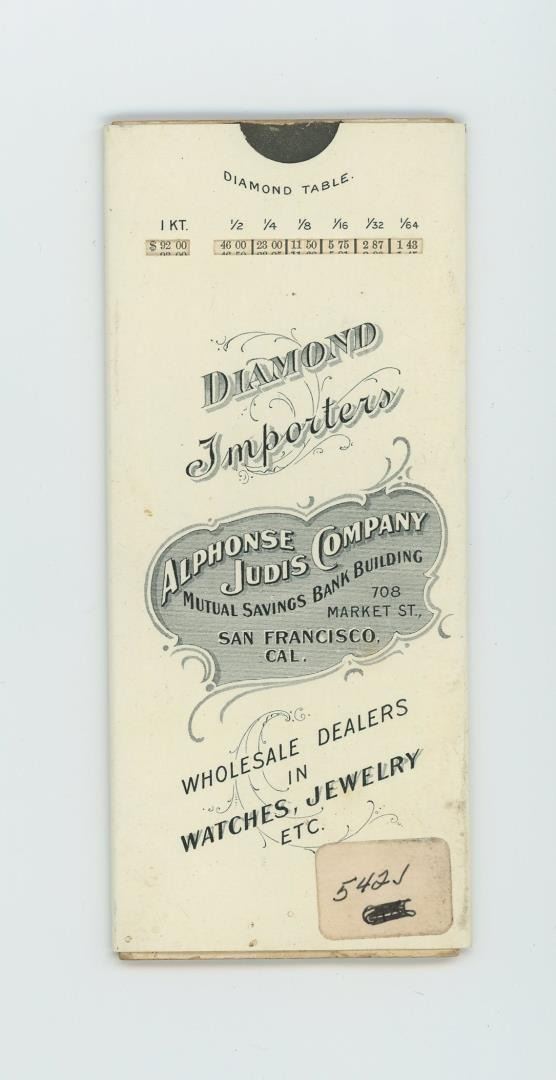 DIAMOND TABLE.
1 KT. 1/2 1/4 1/8 1/16 1/32 1/64
$ 92 00 46 00 23 00 11 50 5 75 2 87 1 43
DIAMOND
Importers
ALPHONSE
JUDIS COMPANY
MUTUAL SAVINGS BANK BUILDING
708
MARKET ST.,
SAN FRANCISCO,
CAL.
WHOLESALE DEALERS
IN
WATCHES, JEWELRY
ETC.
542